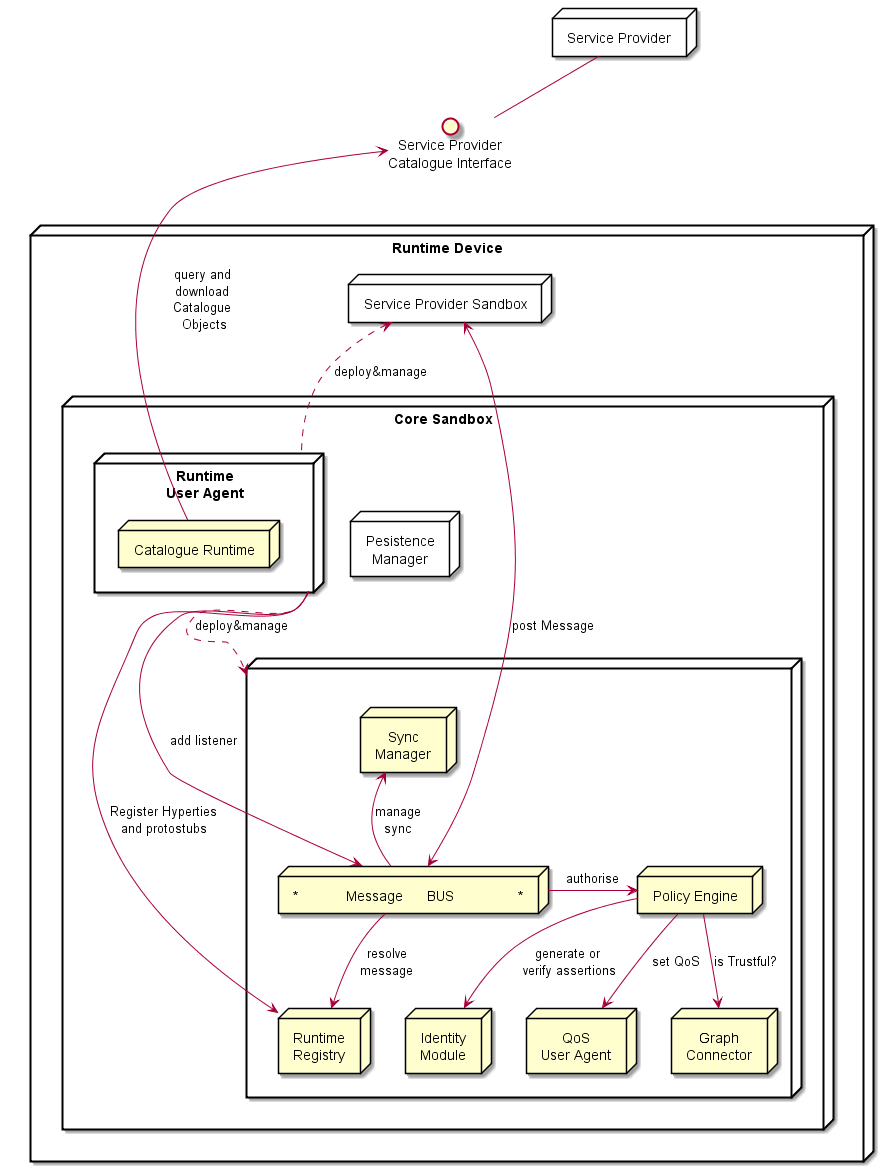 Service Provider
Service Provider
Catalogue Interface
Runtime Device
query and
download
Catalogue
Objects
Service Provider Sandbox
deploy&manage
Core Sandbox
Runtime
User Agent
Catalogue Runtime
Pesistence
Manager
deploy&manage
post Message
Sync
Manager
add listener
Register Hyperties
and protostubs
manage
sync
* Message BUS *
authorise
Policy Engine
resolve
message
generate or
verify assertions
set QoS
is Trustful?
Runtime
Registry
Identity
Module
QoS
User Agent
Graph
Connector